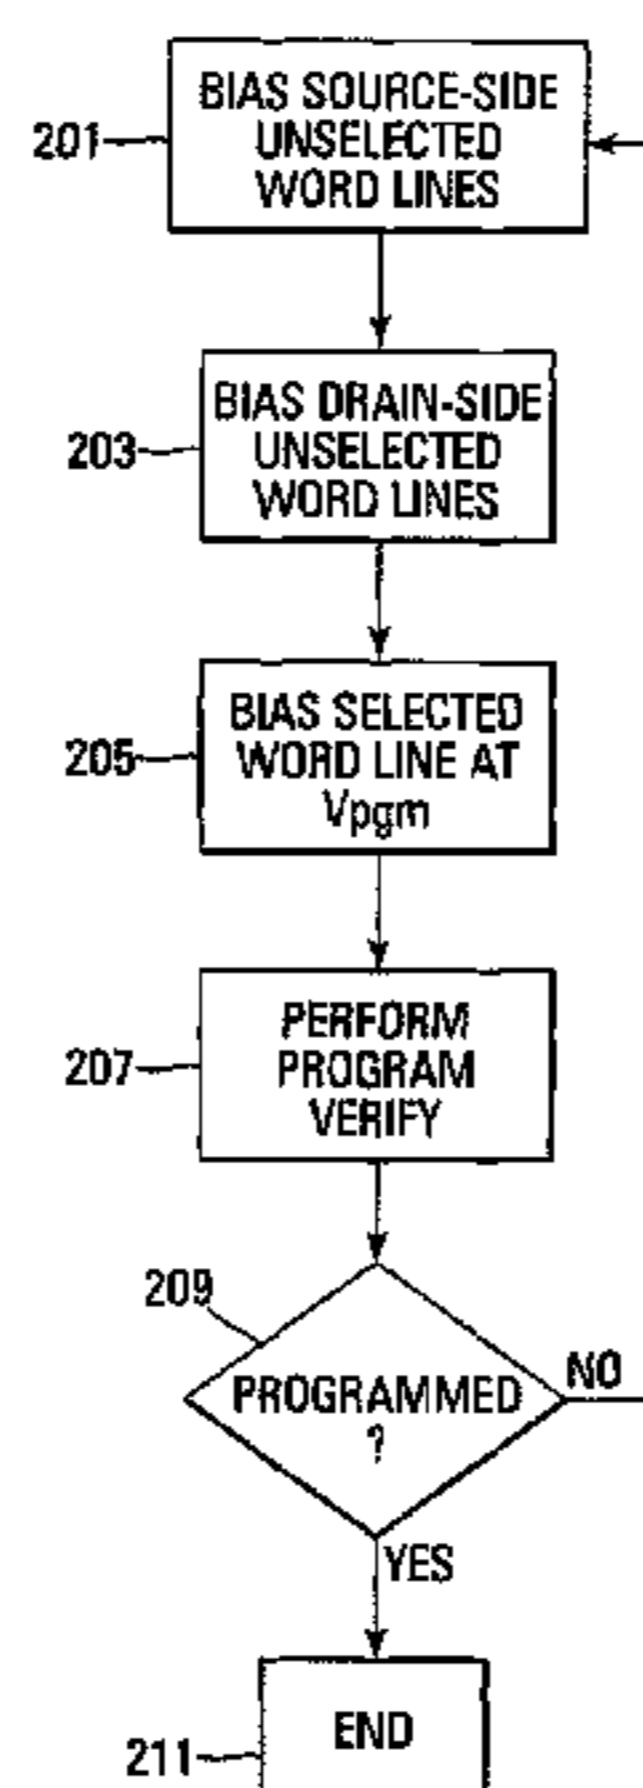 BIAS SOURCE-SIDE
UNSELECTED
WORD LINES
201
BIAS DRAIN-SIDE
UNSELECTED
WORD LINES
203
BIAS SELECTED
WORD LINE AT
Vpgm
205
PERFORM
PROGRAM
VERIFY
207
209
PROGRAMMED
?
NO
YES
END
211